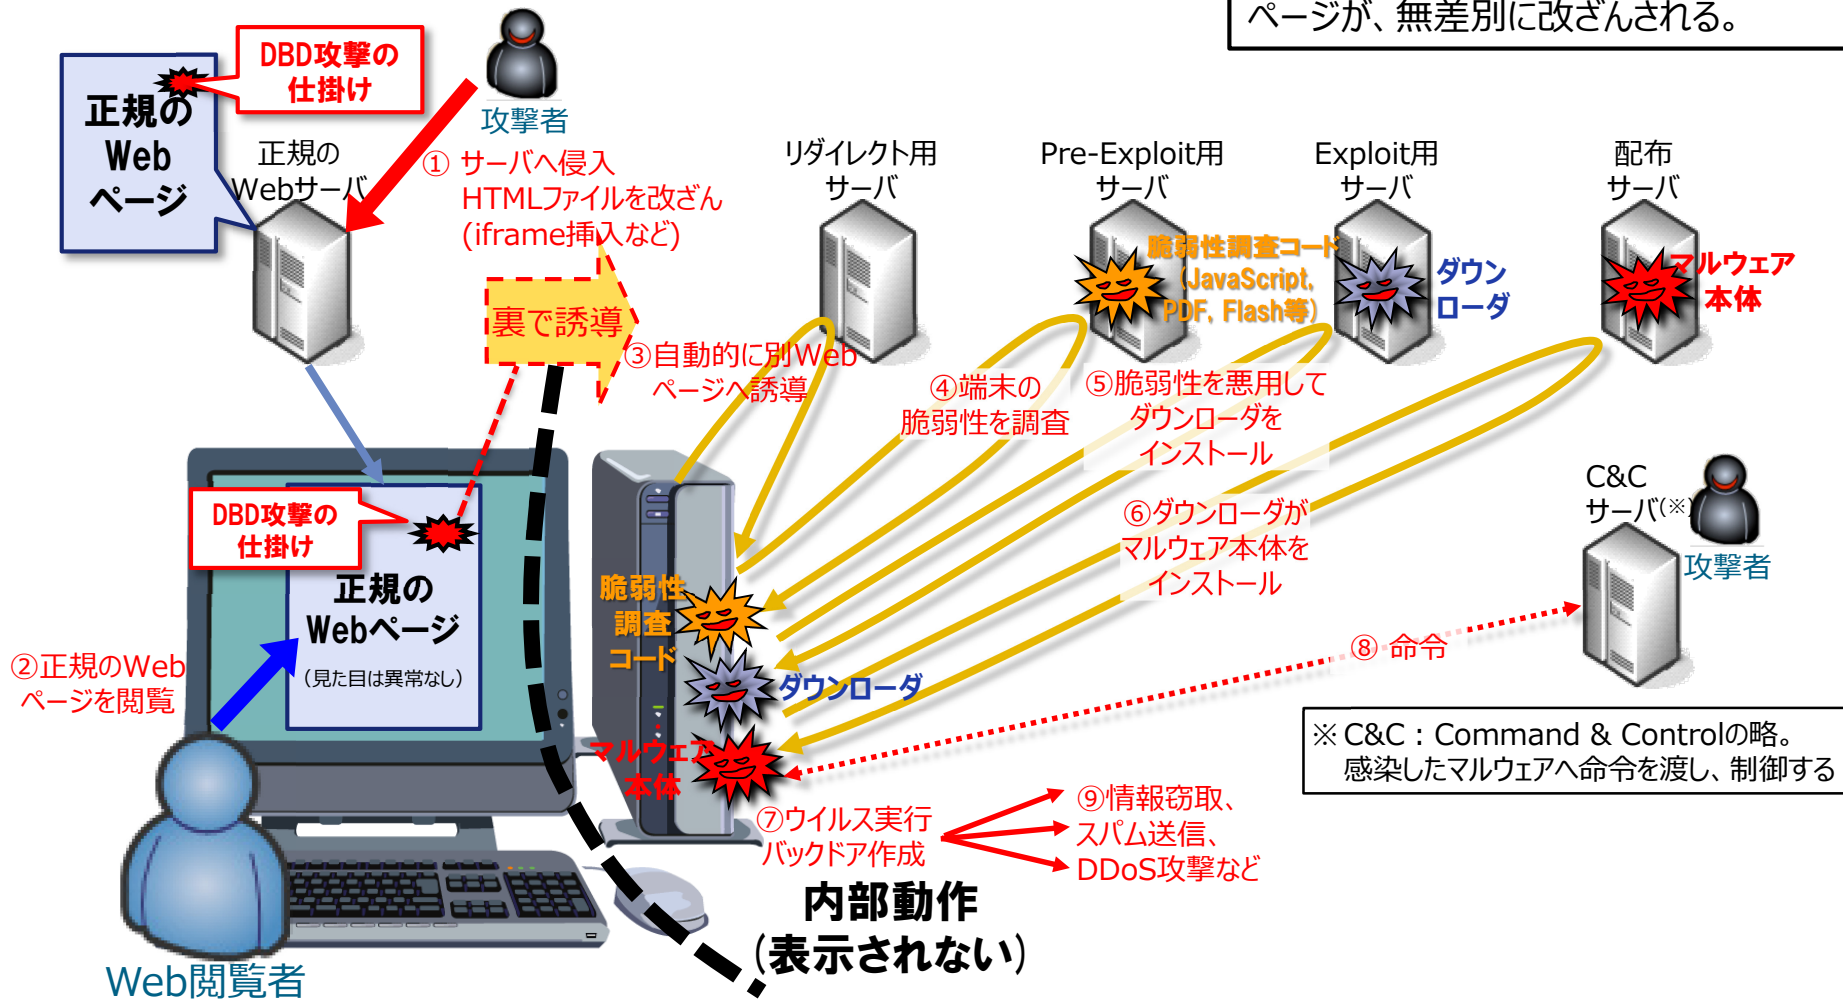 ページが、無差別に改ざんされる。
DBD攻撃の
仕掛け
正規の
Web
ページ
攻撃者
正規の
Webサーバ
① サーバへ侵入
HTMLファイルを改ざん
(iframe挿入など)
リダイレクト用
サーバ
Pre-Exploit用
サーバ
Exploit用
サーバ
配布
サーバ
脆弱性調査コード
(JavaScript,
PDF, Flash等)
ダウン
ローダ
マルウェア
本体
裏で誘導
③自動的に別Web
ページへ誘導
④端末の
脆弱性を調査
⑤脆弱性を悪用して
ダウンローダを
インストール
⑥ダウンローダが
マルウェア本体を
インストール
C&C
サーバ(※)
攻撃者
DBD攻撃の
仕掛け
正規の
Webページ
(見た目は異常なし)
②正規のWeb
ページを閲覧
脆弱性
調査
コード
ダウンローダ
マルウェア
本体
⑧ 命令
※ C&C：Command & Controlの略。
感染したマルウェアへ命令を渡し、制御する
⑦ウイルス実行
バックドア作成
⑨情報窃取、
スパム送信、
DDoS攻撃など
内部動作
(表示されない)
Web閲覧者